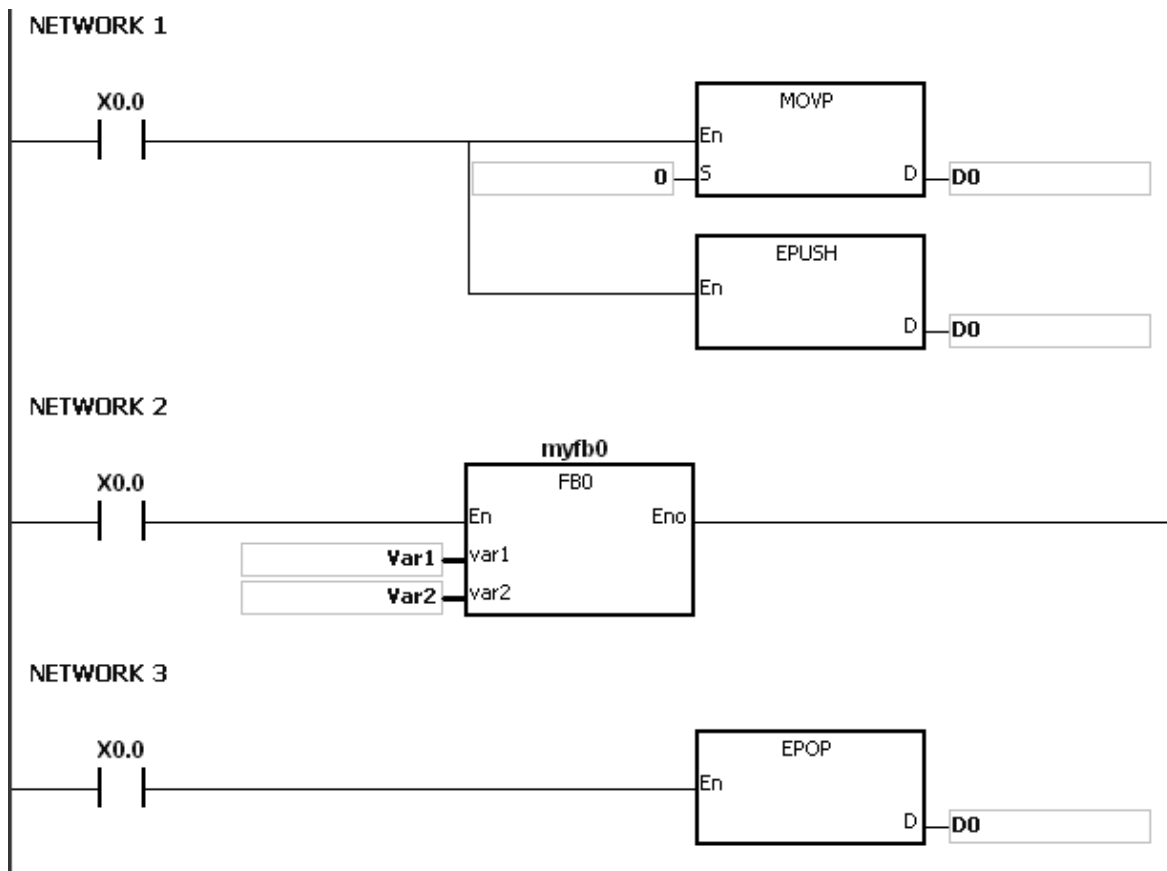 NETWORK 1
X0.0
MOVP
En
0 S D D0
EPUSH
En
D D0
NETWORK 2
myfb0
X0.0
FB0
En Eno
Var1 var1
Var2 var2
NETWORK 3
X0.0
EPOP
En
D D0